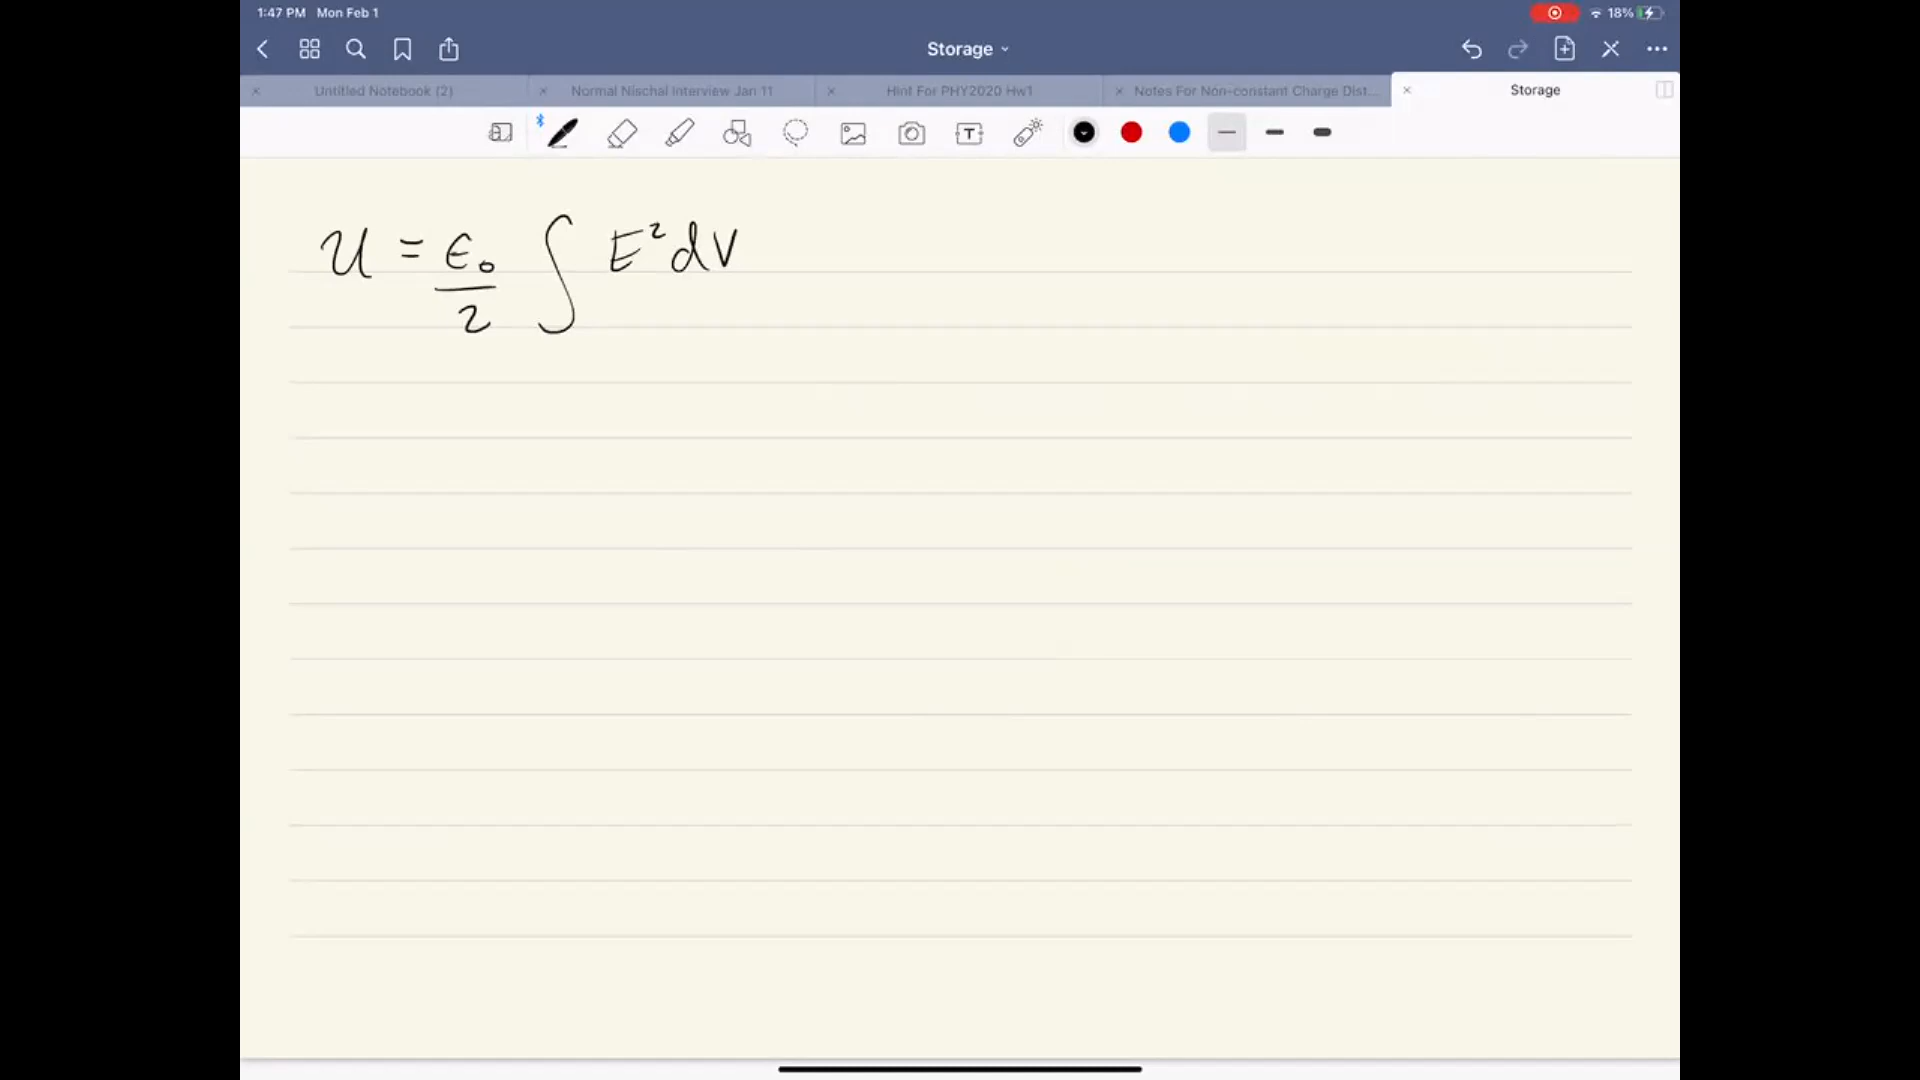 1:47 PM Mon Feb 1 18%
Storage
Untitled Notebook (2) Normal Nischal Interview Jan 11 Hint For PHY2020 Hw1 Notes For Non-constant Charge Dist... Storage
T
U = ε₀/2 ∫ E² dV